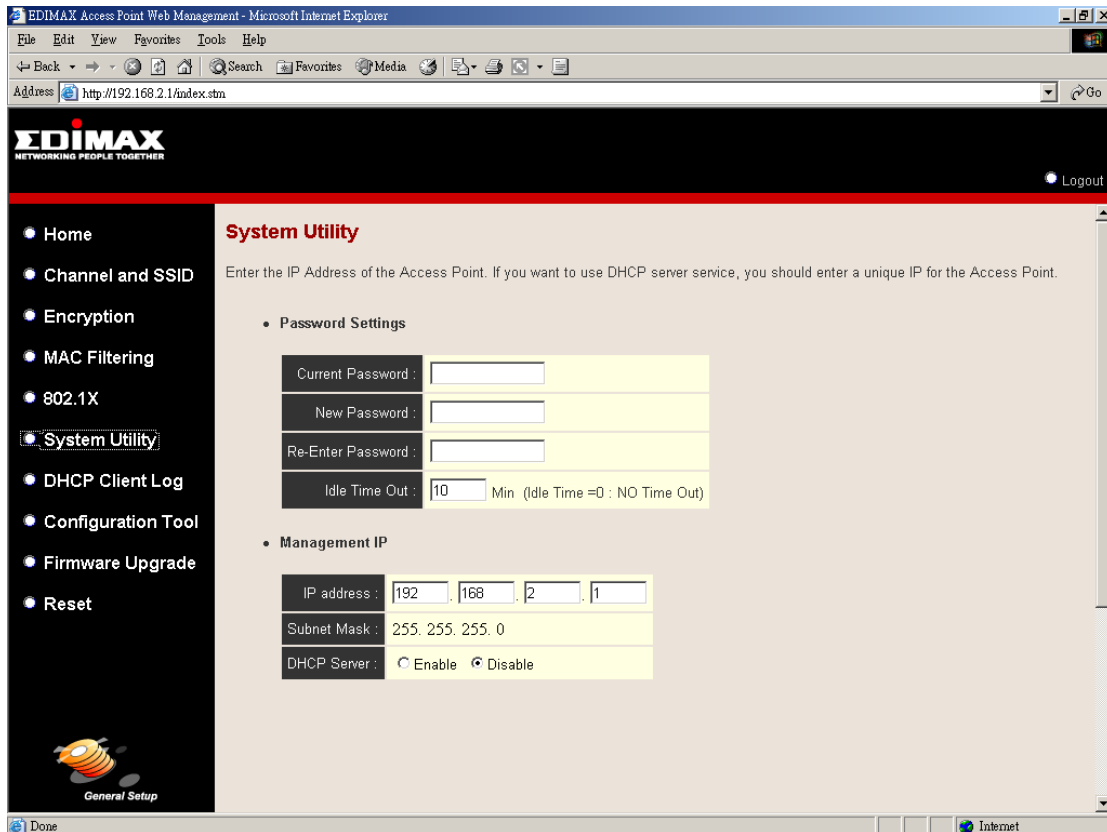 EDIMAX Access Point Web Management - Microsoft Internet Explorer
File Edit View Favorites Tools Help
Back Search Favorites Media
Address http://192.168.2.1/index.stm Go
EDIMAX
NETWORKING PEOPLE TOGETHER
Logout
Home
Channel and SSID
Encryption
MAC Filtering
802.1X
System Utility
DHCP Client Log
Configuration Tool
Firmware Upgrade
Reset
General Setup
System Utility
Enter the IP Address of the Access Point. If you want to use DHCP server service, you should enter a unique IP for the Access Point.
Password Settings
Current Password :
New Password :
Re-Enter Password :
Idle Time Out : 10 Min (Idle Time =0 : NO Time Out)
Management IP
IP address : 192 . 168 . 2 . 1
Subnet Mask : 255. 255. 255. 0
DHCP Server : Enable Disable
Done Internet